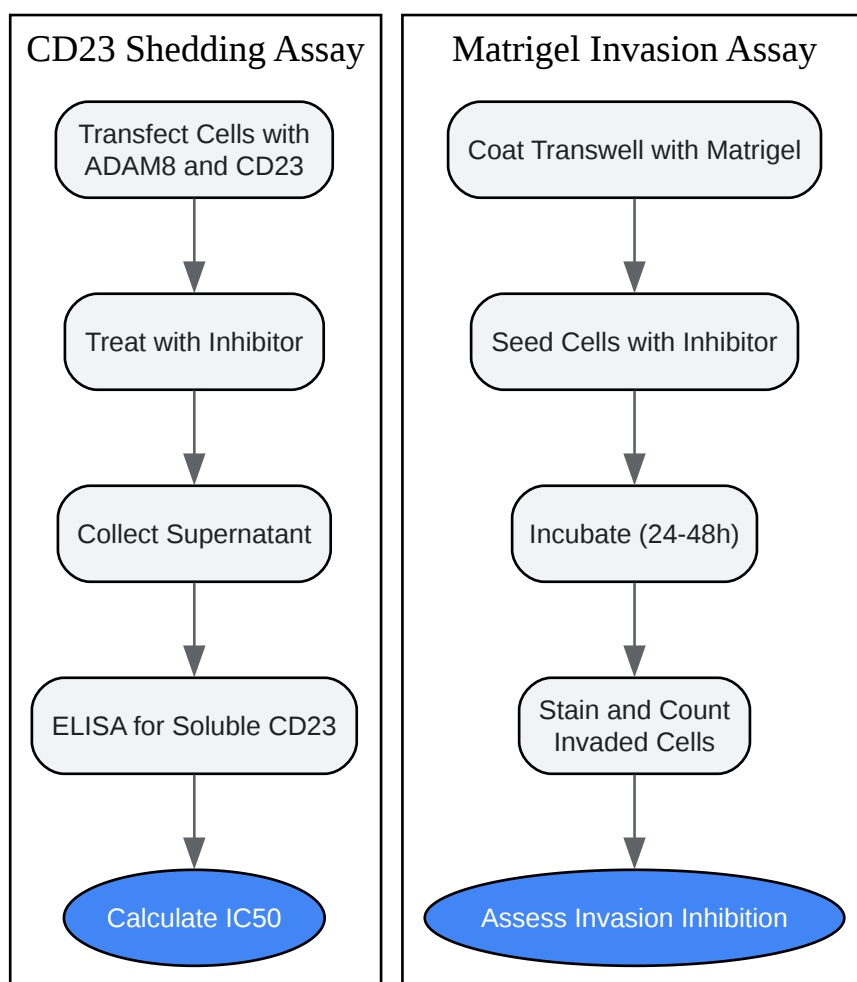 CD23 Shedding Assay
Transfect Cells with
ADAM8 and CD23
Treat with Inhibitor
Collect Supernatant
ELISA for Soluble CD23
Calculate IC50
Matrigel Invasion Assay
Coat Transwell with Matrigel
Seed Cells with Inhibitor
Incubate (24-48h)
Stain and Count
Invaded Cells
Assess Invasion Inhibition